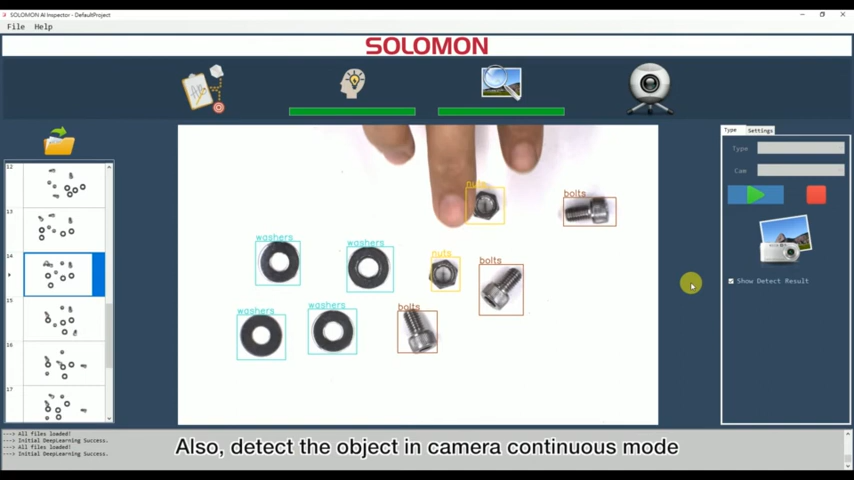 SOLOMON AI Inspector - DefaultProject
File Help
SOLOMON
Type Settings
Type
Cam
Show Detect Result
12
13
14
15
16
17
nuts
bolts
washers
washers
nuts
bolts
washers
washers
bolts
---> All files loaded!
---> Initial DeepLearning Success.
---> All files loaded!
---> Initial DeepLearning Success.
Also, detect the object in camera continuous mode